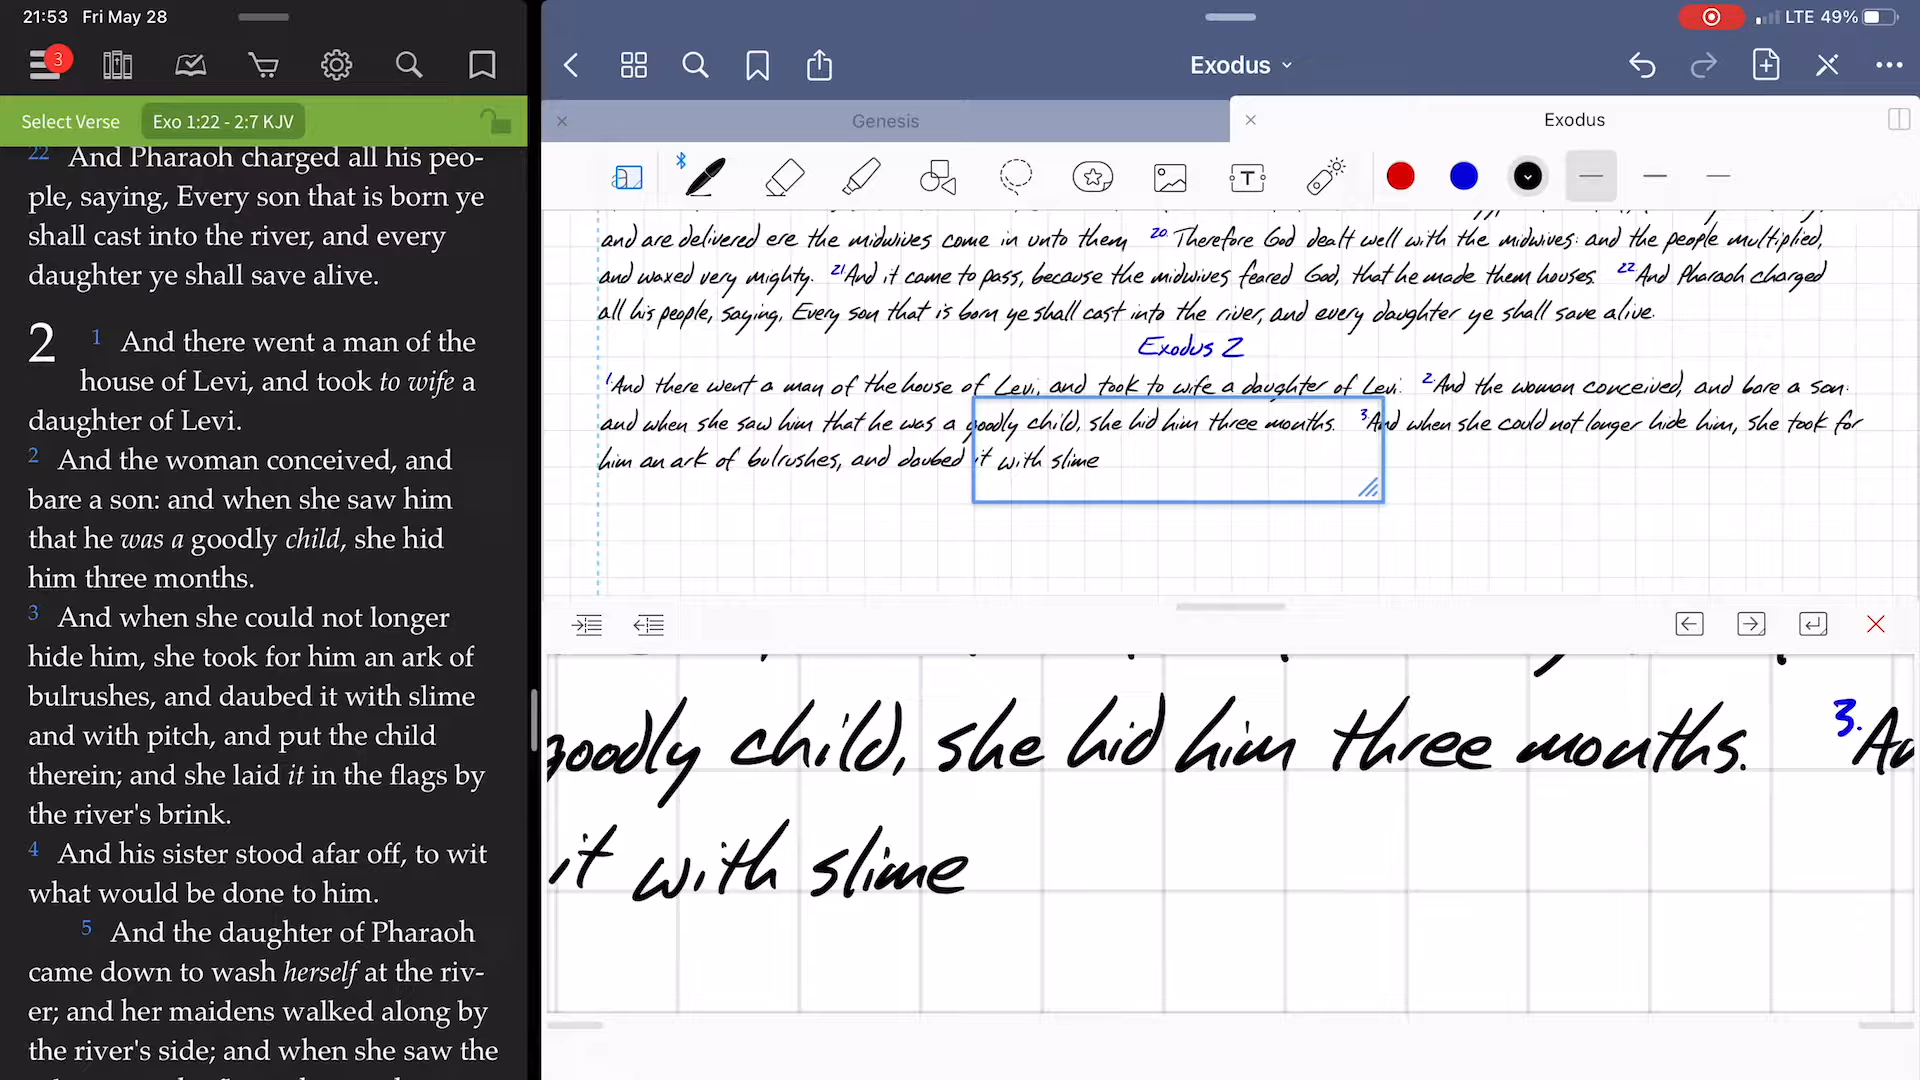 21:53 Fri May 28
LTE 49%
3
Select Verse Exo 1:22 - 2:7 KJV
22 And Pharaoh charged all his peo-
ple, saying, Every son that is born ye
shall cast into the river, and every
daughter ye shall save alive.
2 1 And there went a man of the
house of Levi, and took to wife a
daughter of Levi.
2 And the woman conceived, and
bare a son: and when she saw him
that he was a goodly child, she hid
him three months.
3 And when she could not longer
hide him, she took for him an ark of
bulrushes, and daubed it with slime
and with pitch, and put the child
therein; and she laid it in the flags by
the river's brink.
4 And his sister stood afar off, to wit
what would be done to him.
5 And the daughter of Pharaoh
came down to wash herself at the riv-
er; and her maidens walked along by
the river's side; and when she saw the
Exodus
Genesis
Exodus
T
and are delivered ere the midwives come in unto them 20. Therefore God dealt well with the midwives: and the people multiplied,
and waxed very mighty. 21 And it came to pass, because the midwives feared God, that he made them houses. 22. And Pharaoh charged
all his people, saying, Every son that is born ye shall cast into the river, and every daughter ye shall save alive.
Exodus 2
1. And there went a man of the house of Levi, and took to wife a daughter of Levi. 2. And the woman conceived, and bare a son:
and when she saw him that he was a goodly child, she hid him three months. 3. And when she could not longer hide him, she took for
him an ark of bulrushes, and daubed it with slime
goodly child, she hid him three months. 3. An
it with slime